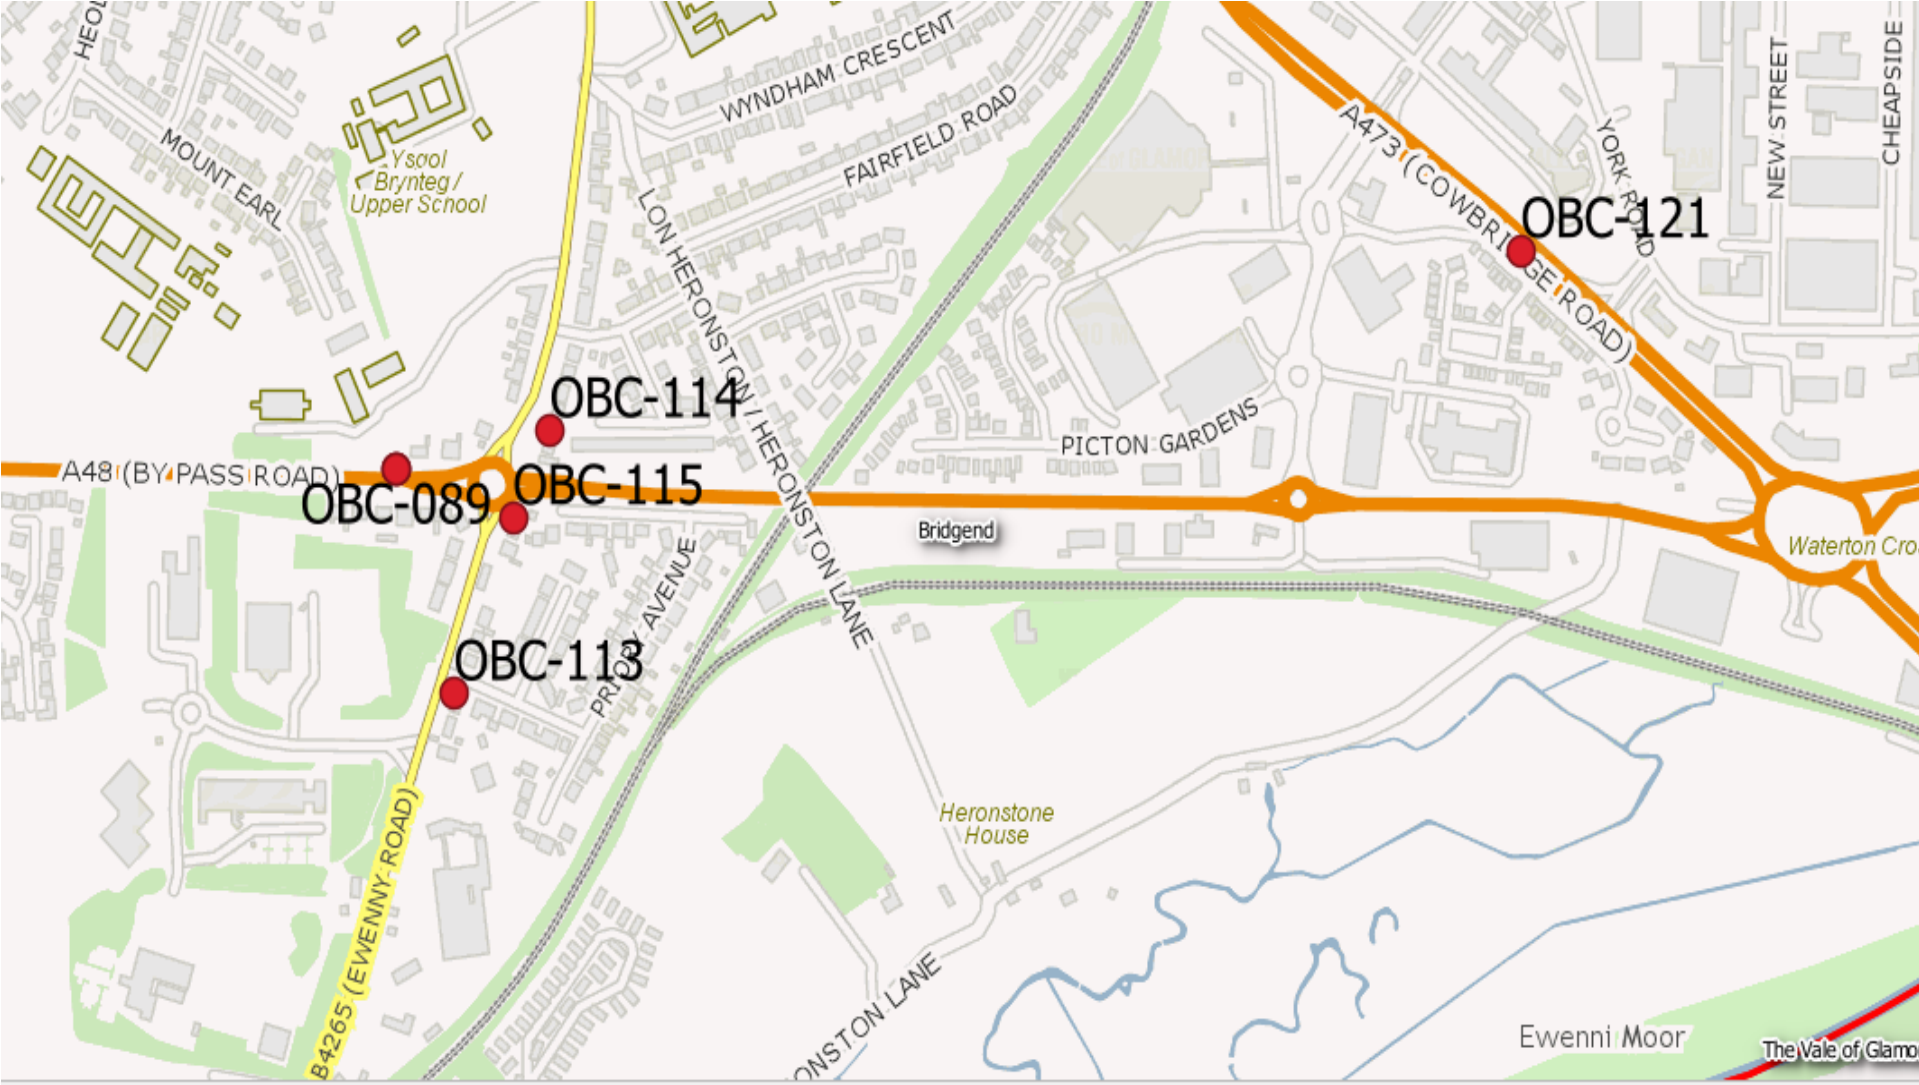 HEOL
WYNDHAM CRESCENT
FAIRFIELD ROAD
MOUNT EARL
Ysgol
Brynteg /
Upper School
LON HERONSTON / HERONSTON LANE
A473 (COWBRIDGE ROAD)
YORK ROAD
NEW STREET
CHEAPSIDE
OBC-121
OBC-114
PICTON GARDENS
A48 (BY PASS ROAD)
OBC-089
OBC-115
Bridgend
Waterton Cro
PRIORY AVENUE
OBC-113
Heronstone
House
B4265 (EWENNY ROAD)
ONSTON LANE
Ewenni Moor
The Vale of Glamo